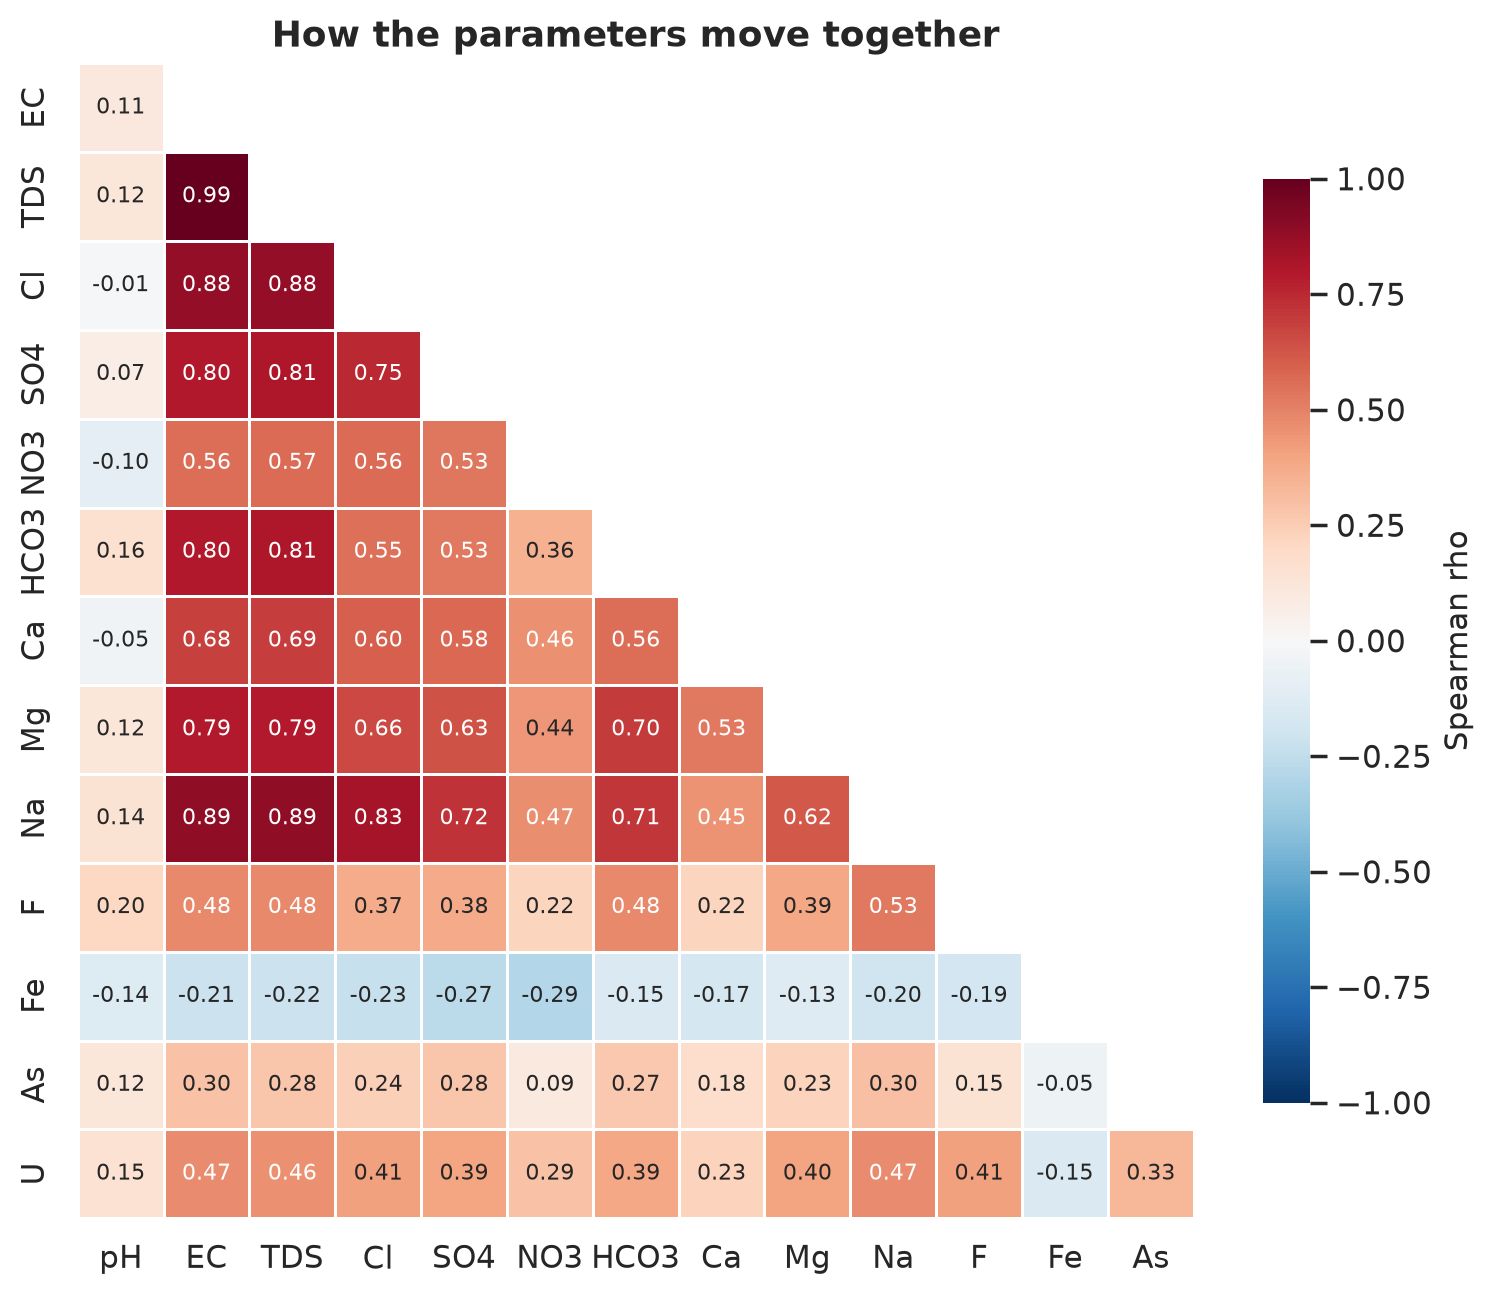 How the parameters move together
EC 0.11
TDS 0.12 0.99
Cl -0.01 0.88 0.88
SO4 0.07 0.80 0.81 0.75
NO3 -0.10 0.56 0.57 0.56 0.53
HCO3 0.16 0.80 0.81 0.55 0.53 0.36
Ca -0.05 0.68 0.69 0.60 0.58 0.46 0.56
Mg 0.12 0.79 0.79 0.66 0.63 0.44 0.70 0.53
Na 0.14 0.89 0.89 0.83 0.72 0.47 0.71 0.45 0.62
F 0.20 0.48 0.48 0.37 0.38 0.22 0.48 0.22 0.39 0.53
Fe -0.14 -0.21 -0.22 -0.23 -0.27 -0.29 -0.15 -0.17 -0.13 -0.20 -0.19
As 0.12 0.30 0.28 0.24 0.28 0.09 0.27 0.18 0.23 0.30 0.15 -0.05
U 0.15 0.47 0.46 0.41 0.39 0.29 0.39 0.23 0.40 0.47 0.41 -0.15 0.33
pH EC TDS Cl SO4 NO3 HCO3 Ca Mg Na F Fe As
1.00
0.75
0.50
0.25
0.00
−0.25
−0.50
−0.75
−1.00
Spearman rho